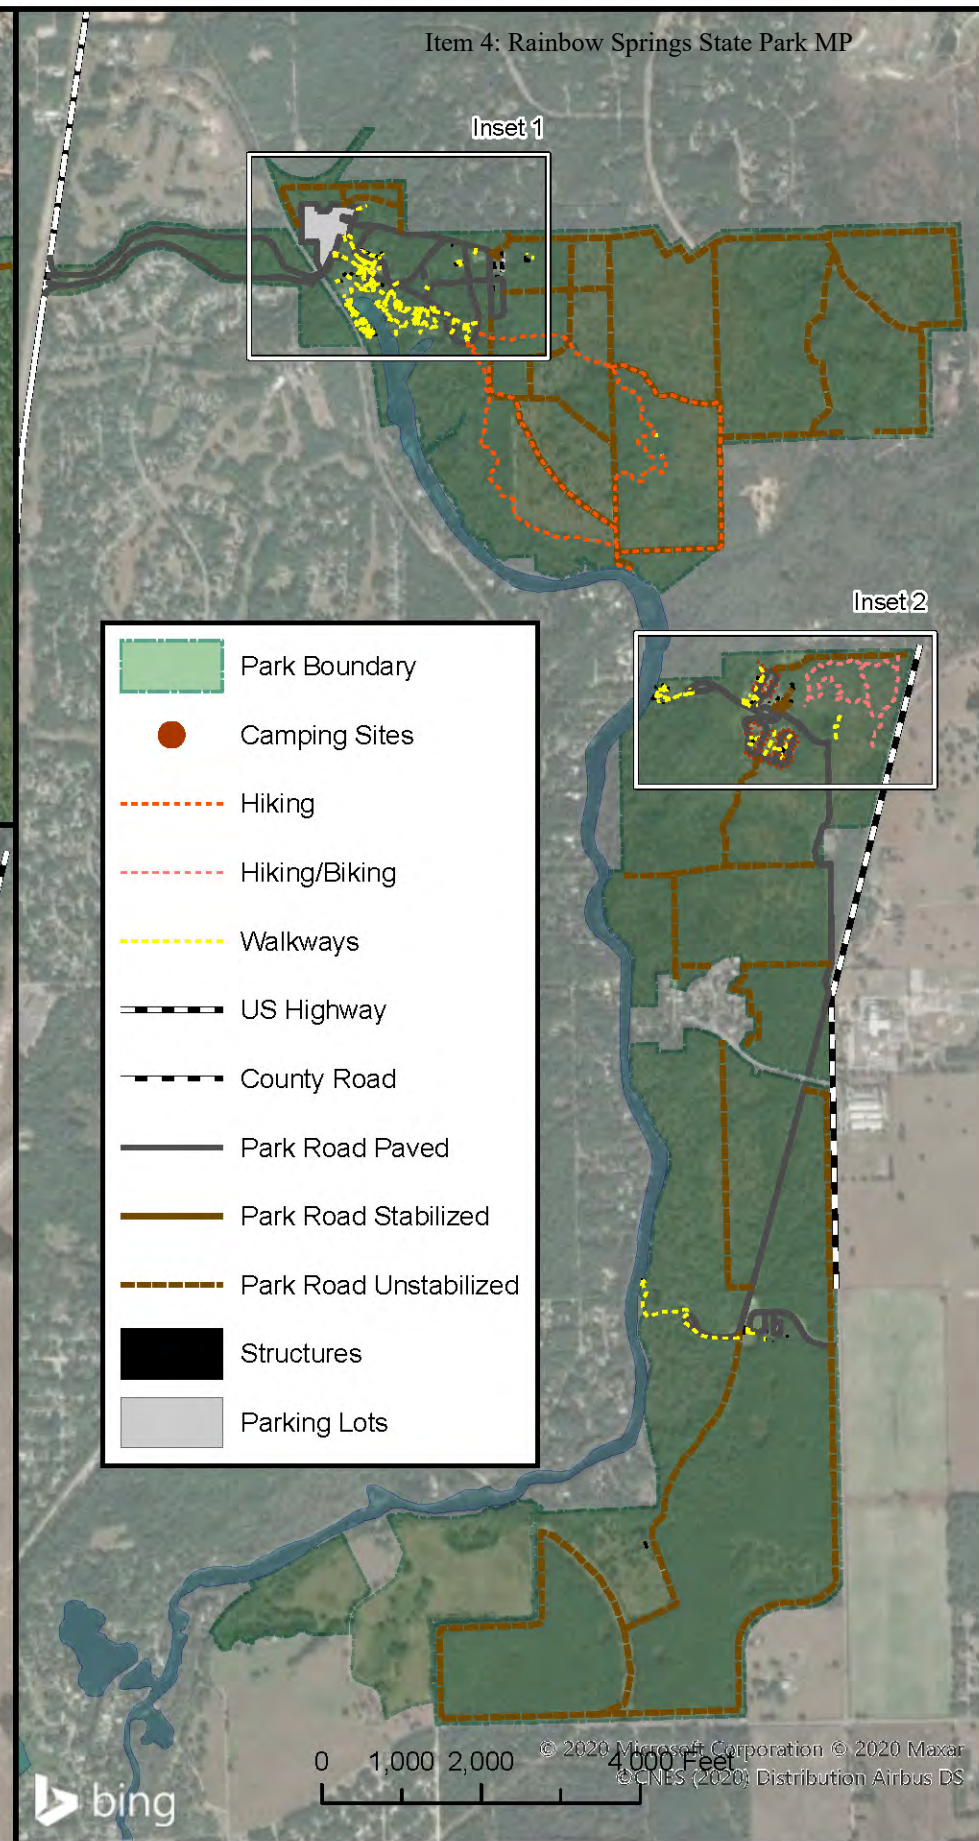 Item 4: Rainbow Springs State Park MP
Inset 1
Inset 2
Park Boundary
Camping Sites
Hiking
Hiking/Biking
Walkways
US Highway
County Road
Park Road Paved
Park Road Stabilized
Park Road Unstabilized
Structures
Parking Lots
0 1,000 2,000 4,000 Feet
© 2020 Microsoft Corporation © 2020 Maxar
©CNES (2020) Distribution Airbus DS
bing